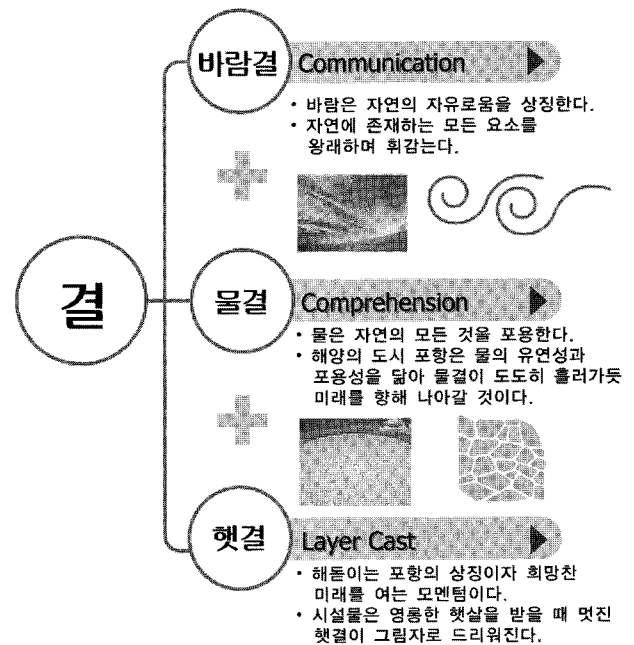 바람결 Communication
• 바람은 자연의 자유로움을 상징한다.
• 자연에 존재하는 모든 요소를
왕래하며 휘감는다.
결
물결 Comprehension
• 물은 자연의 모든 것을 포용한다.
• 해양의 도시 포항은 물의 유연성과
포용성을 닮아 물결이 도도히 흘러가듯
미래를 향해 나아갈 것이다.
햇결 Layer Cast
• 해돋이는 포항의 상징이자 희망찬
미래를 여는 모멘텀이다.
• 시설물은 영롱한 햇살을 받을 때 멋진
햇결이 그림자로 드리워진다.